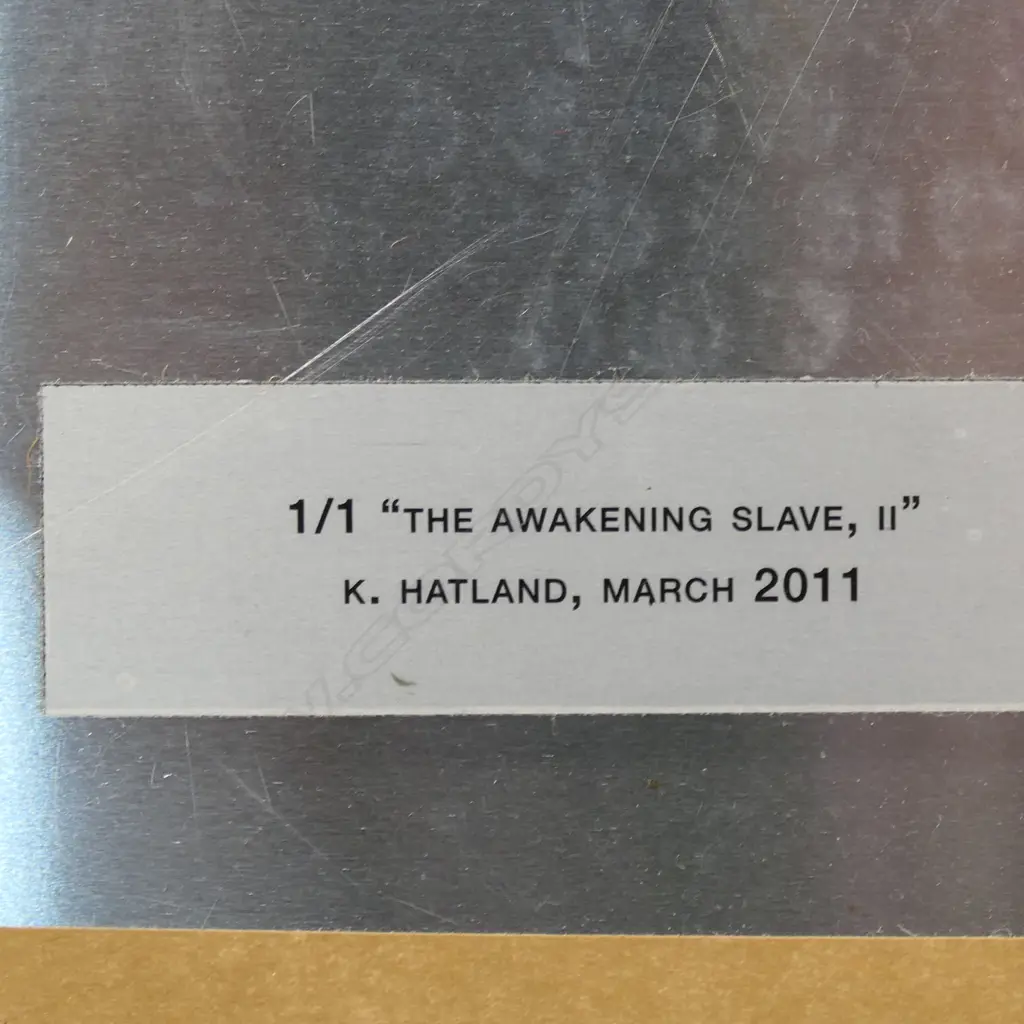 1/1 “THE AWAKENING SLAVE, II”
K. HATLAND, MARCH 2011